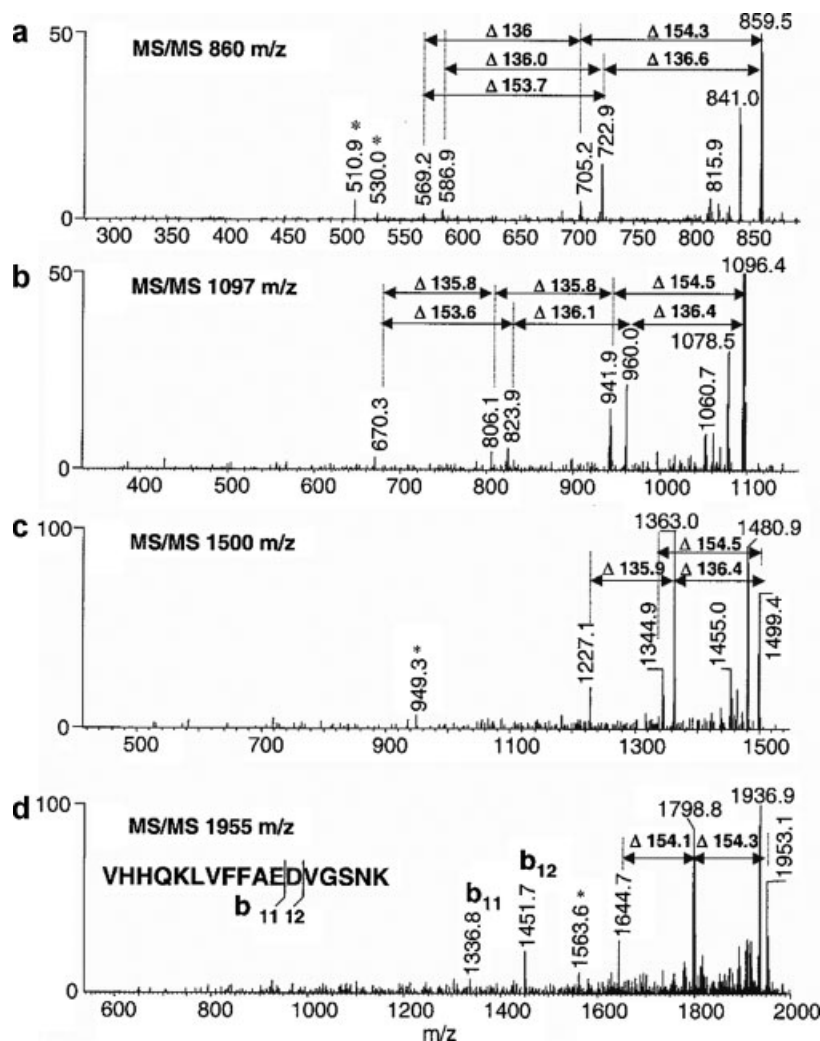 a
MS/MS 860 m/z
50
0
Δ 136
Δ 154.3
859.5
Δ 136.0
Δ 136.6
Δ 153.7
841.0
510.9 *
530.0 *
569.2
586.9
705.2
722.9
815.9
300 350 400 450 500 550 600 650 700 750 800 850
b
MS/MS 1097 m/z
50
0
Δ 135.8
Δ 135.8
Δ 154.5
1096.4
Δ 153.6
Δ 136.1
Δ 136.4
1078.5
670.3
806.1
823.9
941.9
960.0
1060.7
400 500 600 700 800 900 1000 1100
c
MS/MS 1500 m/z
100
0
1363.0
1480.9
Δ 154.5
Δ 135.9
Δ 136.4
949.3 *
1227.1
1344.9
1455.0
1499.4
500 700 900 1100 1300 1500
d
MS/MS 1955 m/z
100
0
1798.8
1936.9
Δ 154.1
Δ 154.3
1953.1
VHHQKLVFFAEDVGSNK
b 11 12
b11
b12
1336.8
1451.7
1563.6 *
1644.7
600 800 1000 1200 1400 1600 1800 2000
m/z